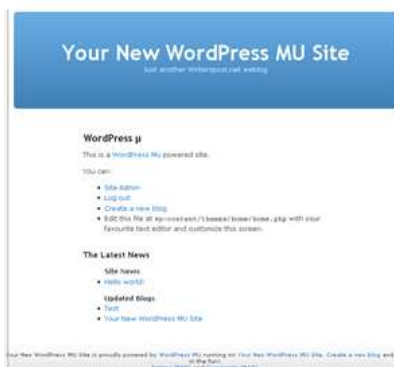 Your New WordPress MU Site
Just another Writerspost.net weblog
WordPress µ
This is a WordPress Mu powered site.
You can:
Site Admin
Log out
Create a new blog
Edit this file at wp-content/themes/home/home.php with your
favourite text editor and customize this screen.
The Latest News
Site News
Hello world!
Updated Blogs
Test
Your New WordPress MU Site
Your New WordPress MU Site is proudly powered by WordPress MU running on Your New WordPress MU Site. Create a new blog and
in the fun!